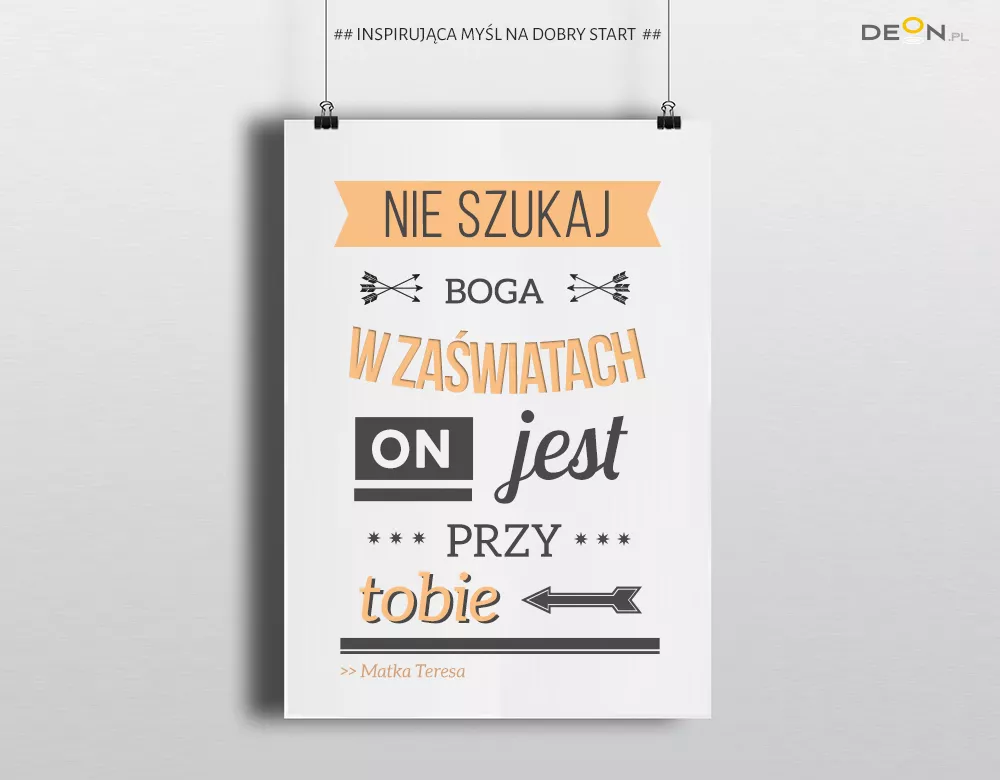 ## INSPIRUJĄCA MYŚL NA DOBRY START ##
DEON.PL
NIE SZUKAJ
BOGA
W ZAŚWIATACH
ON jest
*** PRZY ***
tobie
>> Matka Teresa